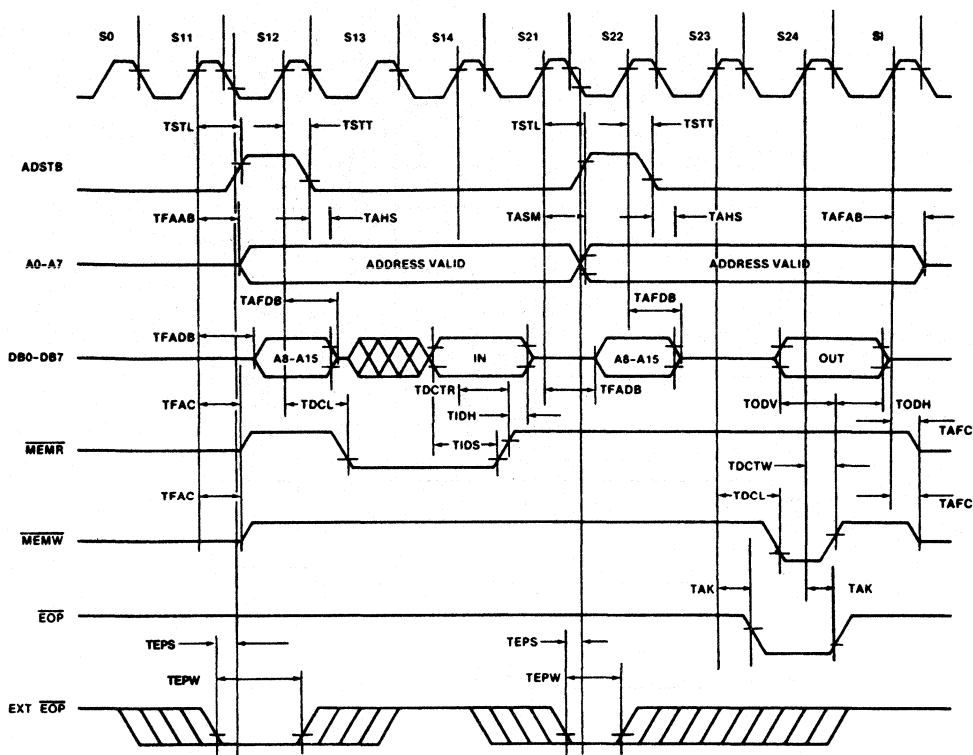 S0 S11 S12 S13 S14 S21 S22 S23 S24 SI
TSTL TSTT TSTL TSTT
ADSTB
TFAAB TAHS TASM TAHS TAFAB
A0-A7 ADDRESS VALID ADDRESS VALID
TAFDB TAFDB
TFADB
DB0-DB7 A8-A15 IN A8-A15 OUT
TDCTR TFADB
TFAC TDCL TIDH TODV TODH
TAFC
MEMR TIDS
TDCTW
TFAC TDCL TAFC
MEMW
TAK TAK
EOP
TEPS TEPS
TEPW TEPW
EXT EOP